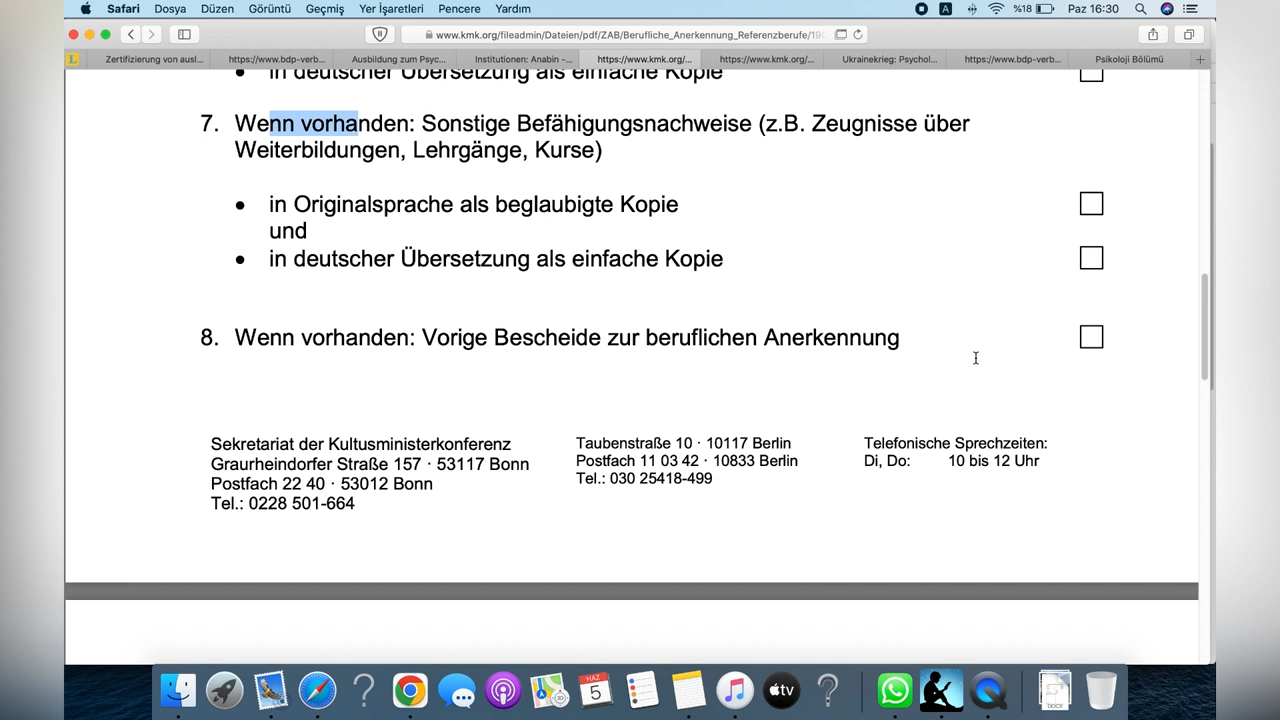 Safari Dosya Düzen Görüntü Geçmiş Yer İşaretleri Pencere Yardım A %18 Paz 16:30
www.kmk.org/fileadmin/Dateien/pdf/ZAB/Berufliche_Anerkennung_Referenzberufe/19
L Zertifizierung von ausl... https://www.bdp-verb... Ausbildung zum Psyc... Institutionen: Anabin -... https://www.kmk.org/... https://www.kmk.org/... Ukrainekrieg: Psychol... https://www.bdp-verb... Psikoloji Bölümü
• in deutscher Übersetzung als einfache Kopie
7. Wenn vorhanden: Sonstige Befähigungsnachweise (z.B. Zeugnisse über
Weiterbildungen, Lehrgänge, Kurse)
• in Originalsprache als beglaubigte Kopie
und
• in deutscher Übersetzung als einfache Kopie
8. Wenn vorhanden: Vorige Bescheide zur beruflichen Anerkennung
Sekretariat der Kultusministerkonferenz
Graurheindorfer Straße 157 · 53117 Bonn
Postfach 22 40 · 53012 Bonn
Tel.: 0228 501-664
Taubenstraße 10 · 10117 Berlin
Postfach 11 03 42 · 10833 Berlin
Tel.: 030 25418-499
Telefonische Sprechzeiten:
Di, Do: 10 bis 12 Uhr
HAZ
5
tv
DOCX